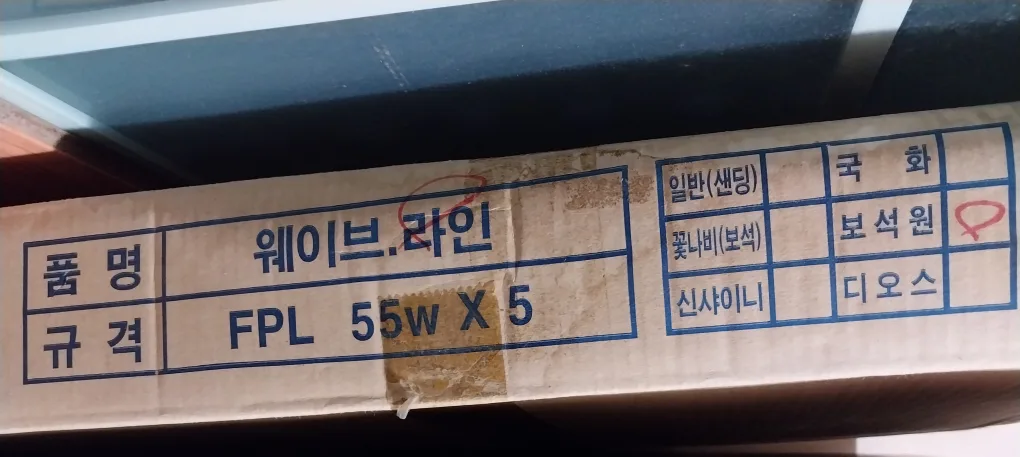 품 명 웨이브.라인
규 격 FPL 55w X 5
일반(샌딩) 국 화
꽃나비(보석) 보석원
신샤이니 디오스